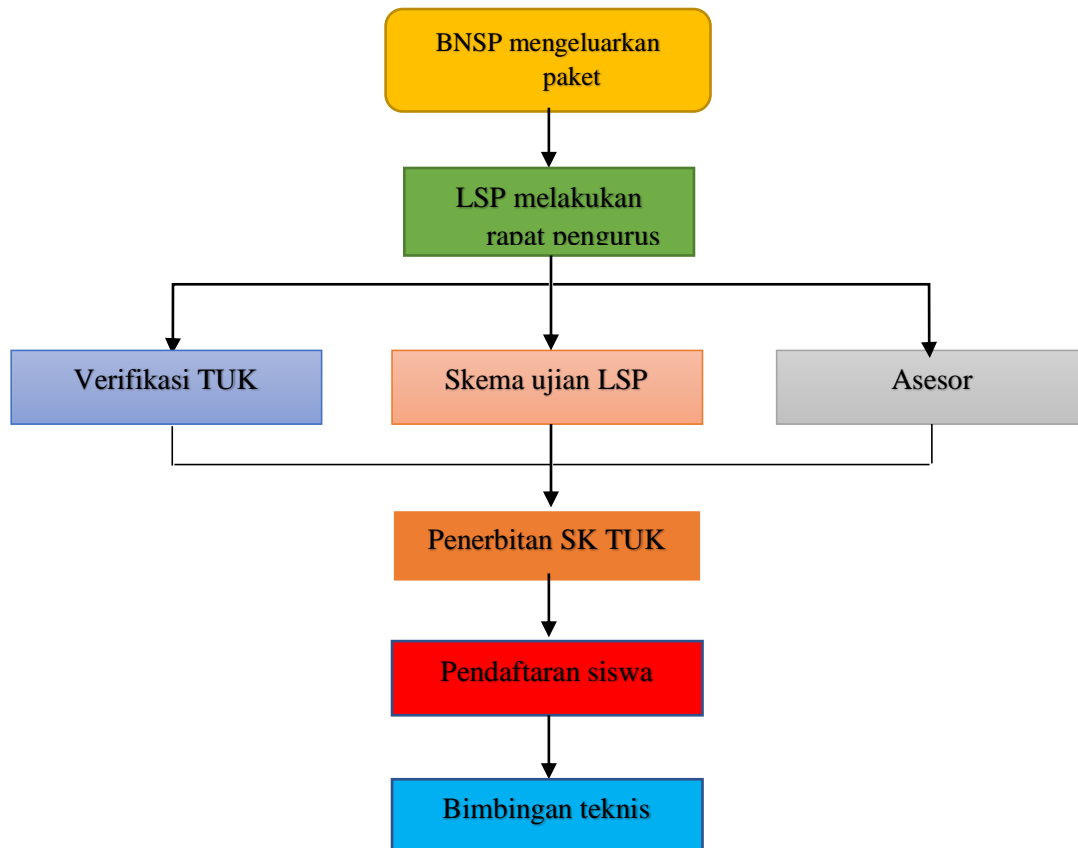 BNSP mengeluarkan
paket
LSP melakukan
rapat pengurus
Verifikasi TUK
Skema ujian LSP
Asesor
Penerbitan SK TUK
Pendaftaran siswa
Bimbingan teknis